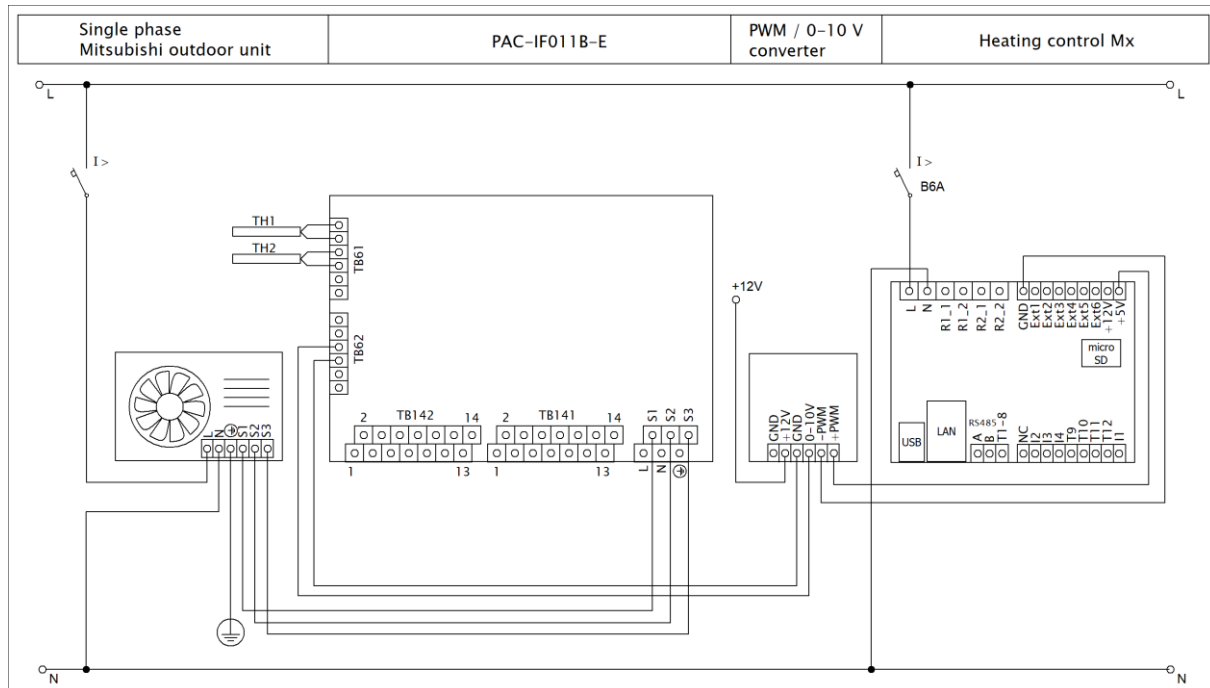 Single phase
Mitsubishi outdoor unit
PAC-IF011B-E
PWM / 0-10 V
converter
Heating control Mx
L
L
I >
I >
B6A
TH1
TH2
TB61
+12V
TB62
L
N
R1_1
R1_2
R2_1
R2_2
GND
Ext1
Ext2
Ext3
Ext4
Ext5
Ext6
+12V
+5V
micro
SD
2 TB142 14
2 TB141 14
S1
S2
S3
1 13
1 13
L
N
L
N
S1
S2
S3
GND
+12V
GND
0-10V
-PWM
+PWM
USB
LAN
RS485
A
B
T1-8
NC
I2
I3
I4
T9
T10
T11
T12
I1
N
N